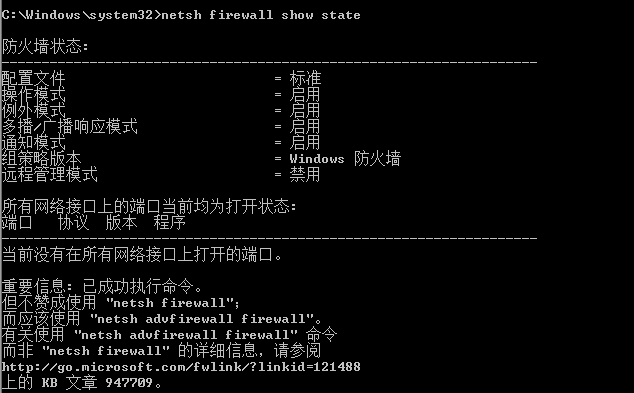 C:\Windows\system32>netsh firewall show state
防火墙状态:
-------------------------------------------------------------------
配置文件 = 标准
操作模式 = 启用
例外模式 = 启用
多播/广播响应模式 = 启用
通知模式 = 启用
组策略版本 = Windows 防火墙
远程管理模式 = 禁用
所有网络接口上的端口当前均为打开状态:
端口 协议 版本 程序
-------------------------------------------------------------------
当前没有在所有网络接口上打开的端口。
重要信息: 已成功执行命令。
但不赞成使用 "netsh firewall";
而应该使用 "netsh advfirewall firewall"。
有关使用 "netsh advfirewall firewall" 命令
而非 "netsh firewall" 的详细信息，请参阅
http://go.microsoft.com/fwlink/?linkid=121488
上的 KB 文章 947709。